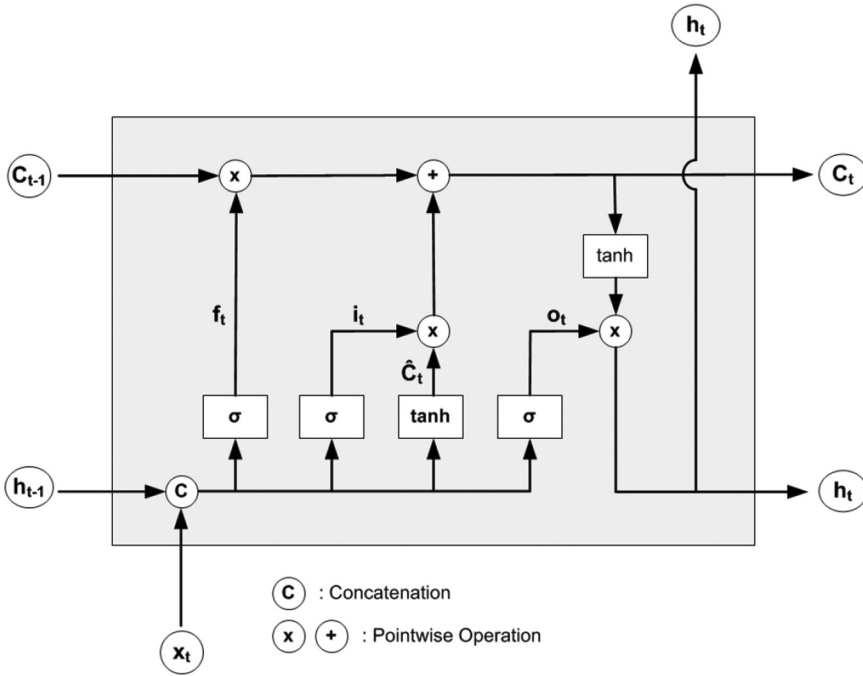 ht
Ct-1
x
+
Ct
tanh
ft
it
x
ot
x
Ĉt
σ
σ
tanh
σ
ht-1
C
ht
C : Concatenation
x + : Pointwise Operation
xt